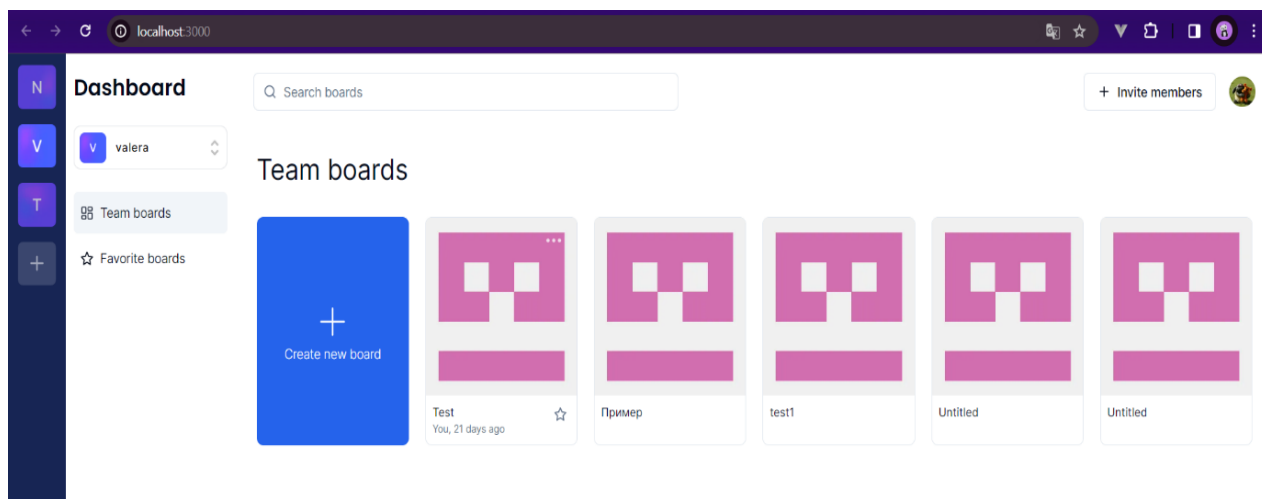 localhost:3000
N
Dashboard
Search boards
+ Invite members
V
V valera
Team boards
T
Team boards
+
Favorite boards
Create new board
Test
You, 21 days ago
Пример
test1
Untitled
Untitled